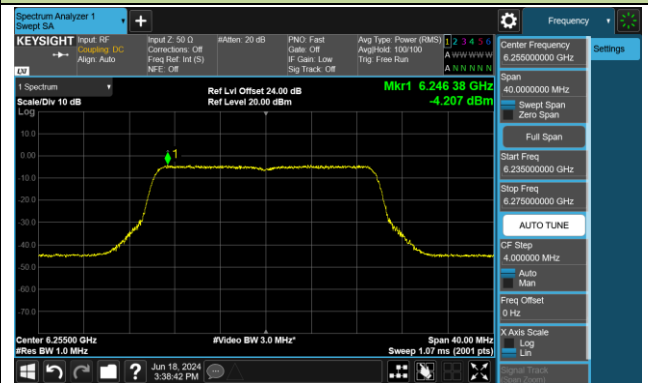 Spectrum Analyzer 1
Swept SA
+
Frequency
KEYSIGHT
Input: RF
Coupling: DC
Align: Auto
Input Z: 50 Ω
Corrections: Off
Freq Ref: Int (S)
NFE: Off
#Atten: 20 dB
PNO: Fast
Gate: Off
IF Gain: Low
Sig Track: Off
Avg Type: Power (RMS)
Avg|Hold: 100/100
Trig: Free Run
1 2 3 4 5 6
A W W W W W
A N N N N N
LXI
1 Spectrum
Scale/Div 10 dB
Log
Ref Lvl Offset 24.00 dB
Ref Level 20.00 dBm
Mkr1 6.246 38 GHz
-4.207 dBm
1
10.0
0.00
-10.0
-20.0
-30.0
-40.0
-50.0
-60.0
-70.0
Center 6.25500 GHz
#Res BW 1.0 MHz
#Video BW 3.0 MHz*
Span 40.00 MHz
Sweep 1.07 ms (2001 pts)
Jun 18, 2024
3:38:42 PM
?
Center Frequency
6.255000000 GHz
Settings
Span
40.0000000 MHz
Swept Span
Zero Span
Full Span
Start Freq
6.235000000 GHz
Stop Freq
6.275000000 GHz
AUTO TUNE
CF Step
4.000000 MHz
Auto
Man
Freq Offset
0 Hz
X Axis Scale
Log
Lin
Signal Track
(Span Zoom)